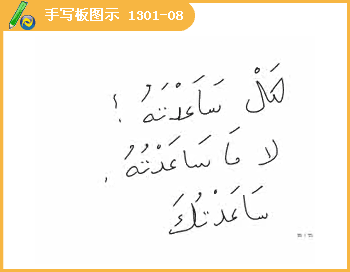 手写板图示 1301-08
هَلْ سَاعَدْتَهُ ؟
لا مَا سَاعَدْتُهُ .
سَاعَدْتُكَ